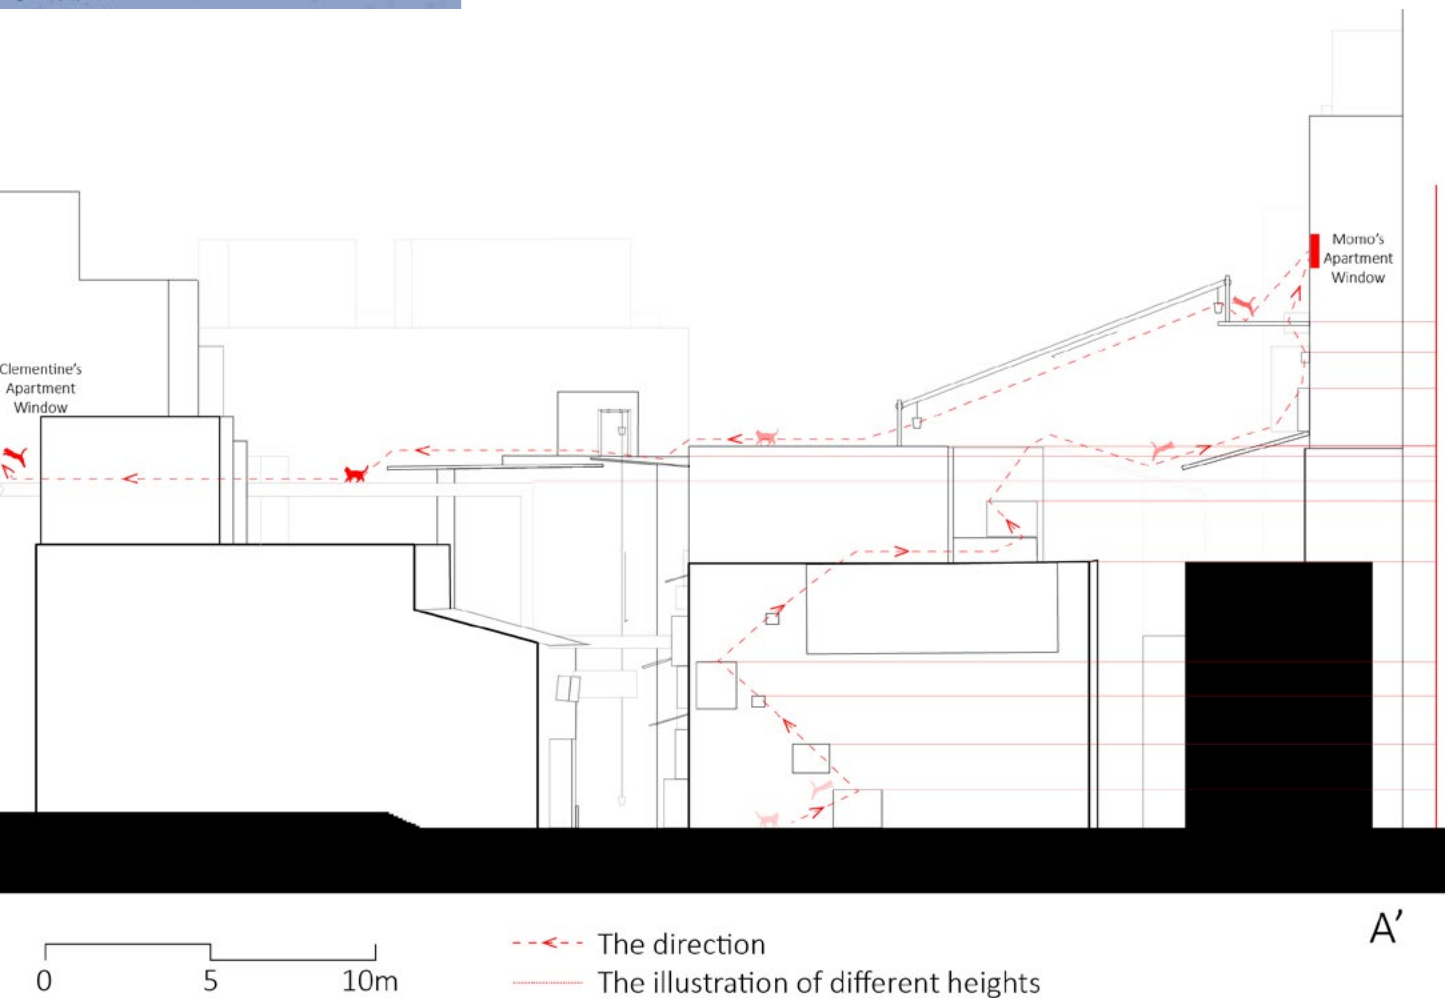 Momo's
Apartment
Window
Clementine's
Apartment
Window
A'
0 5 10m
The direction
The illustration of different heights